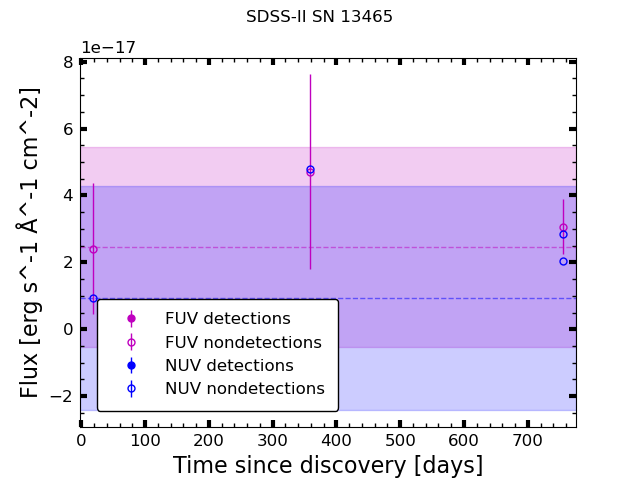 SDSS-II SN 13465
1e−17
8
6
4
2
0
−2
Flux [erg s^-1 Å^-1 cm^-2]
FUV detections
FUV nondetections
NUV detections
NUV nondetections
0 100 200 300 400 500 600 700
Time since discovery [days]